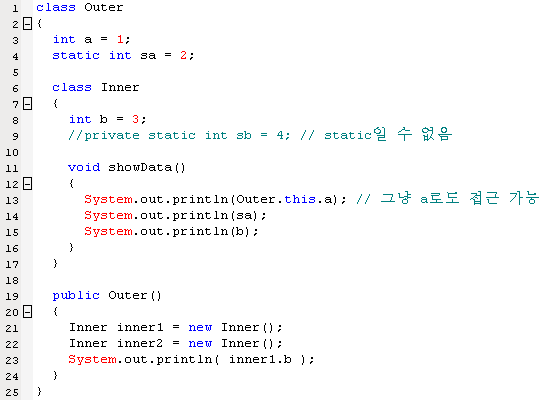 1 class Outer
2 {
3 int a = 1;
4 static int sa = 2;
5
6 class Inner
7 {
8 int b = 3;
9 //private static int sb = 4; // static일 수 없음
10
11 void showData()
12 {
13 System.out.println(Outer.this.a); // 그냥 a로도 접근 가능
14 System.out.println(sa);
15 System.out.println(b);
16 }
17 }
18
19 public Outer()
20 {
21 Inner inner1 = new Inner();
22 Inner inner2 = new Inner();
23 System.out.println( inner1.b );
24 }
25 }